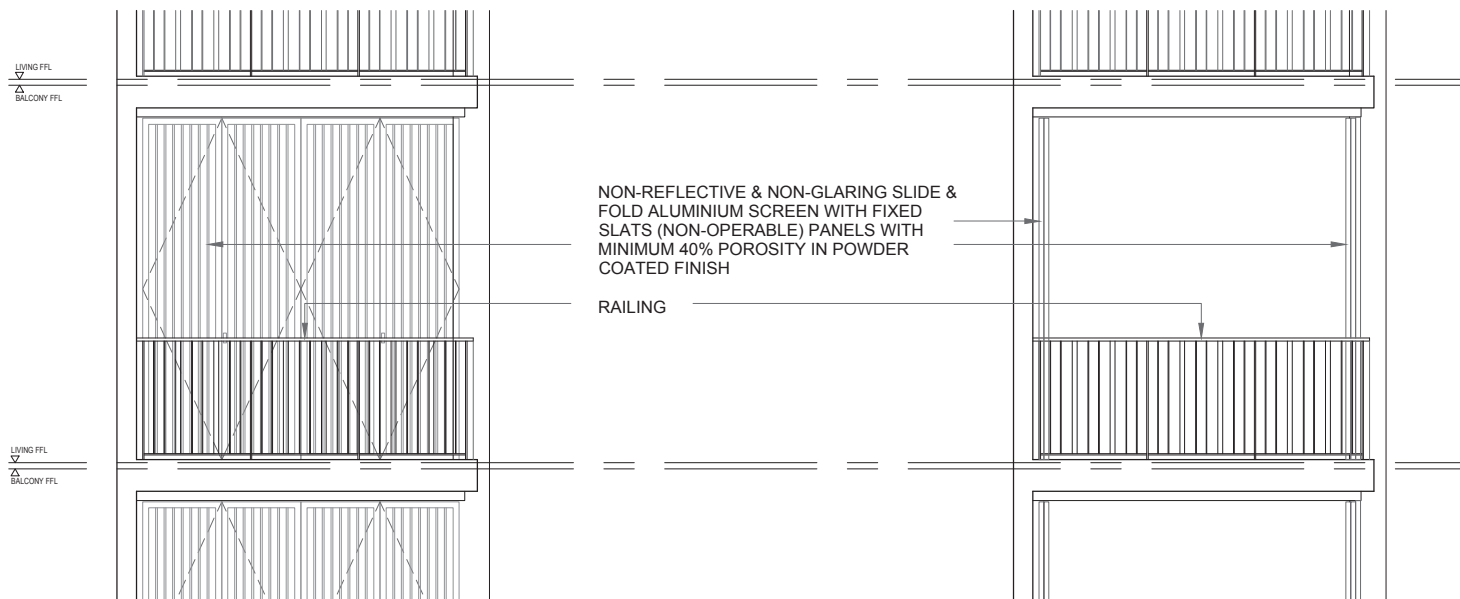 LIVING FFL
BALCONY FFL
NON-REFLECTIVE & NON-GLARING SLIDE &
FOLD ALUMINIUM SCREEN WITH FIXED
SLATS (NON-OPERABLE) PANELS WITH
MINIMUM 40% POROSITY IN POWDER
COATED FINISH
RAILING
LIVING FFL
BALCONY FFL